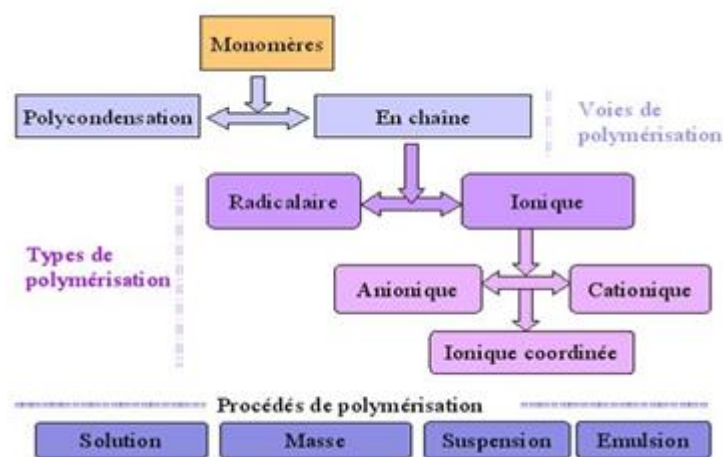 Monomères
Polycondensation
En chaine
Voies de
polymérisation
Radicalaire
Ionique
Types de
polymérisation
Anionique
Cationique
Ionique coordinée
Procédés de polymérisation
Solution
Masse
Suspension
Emulsion